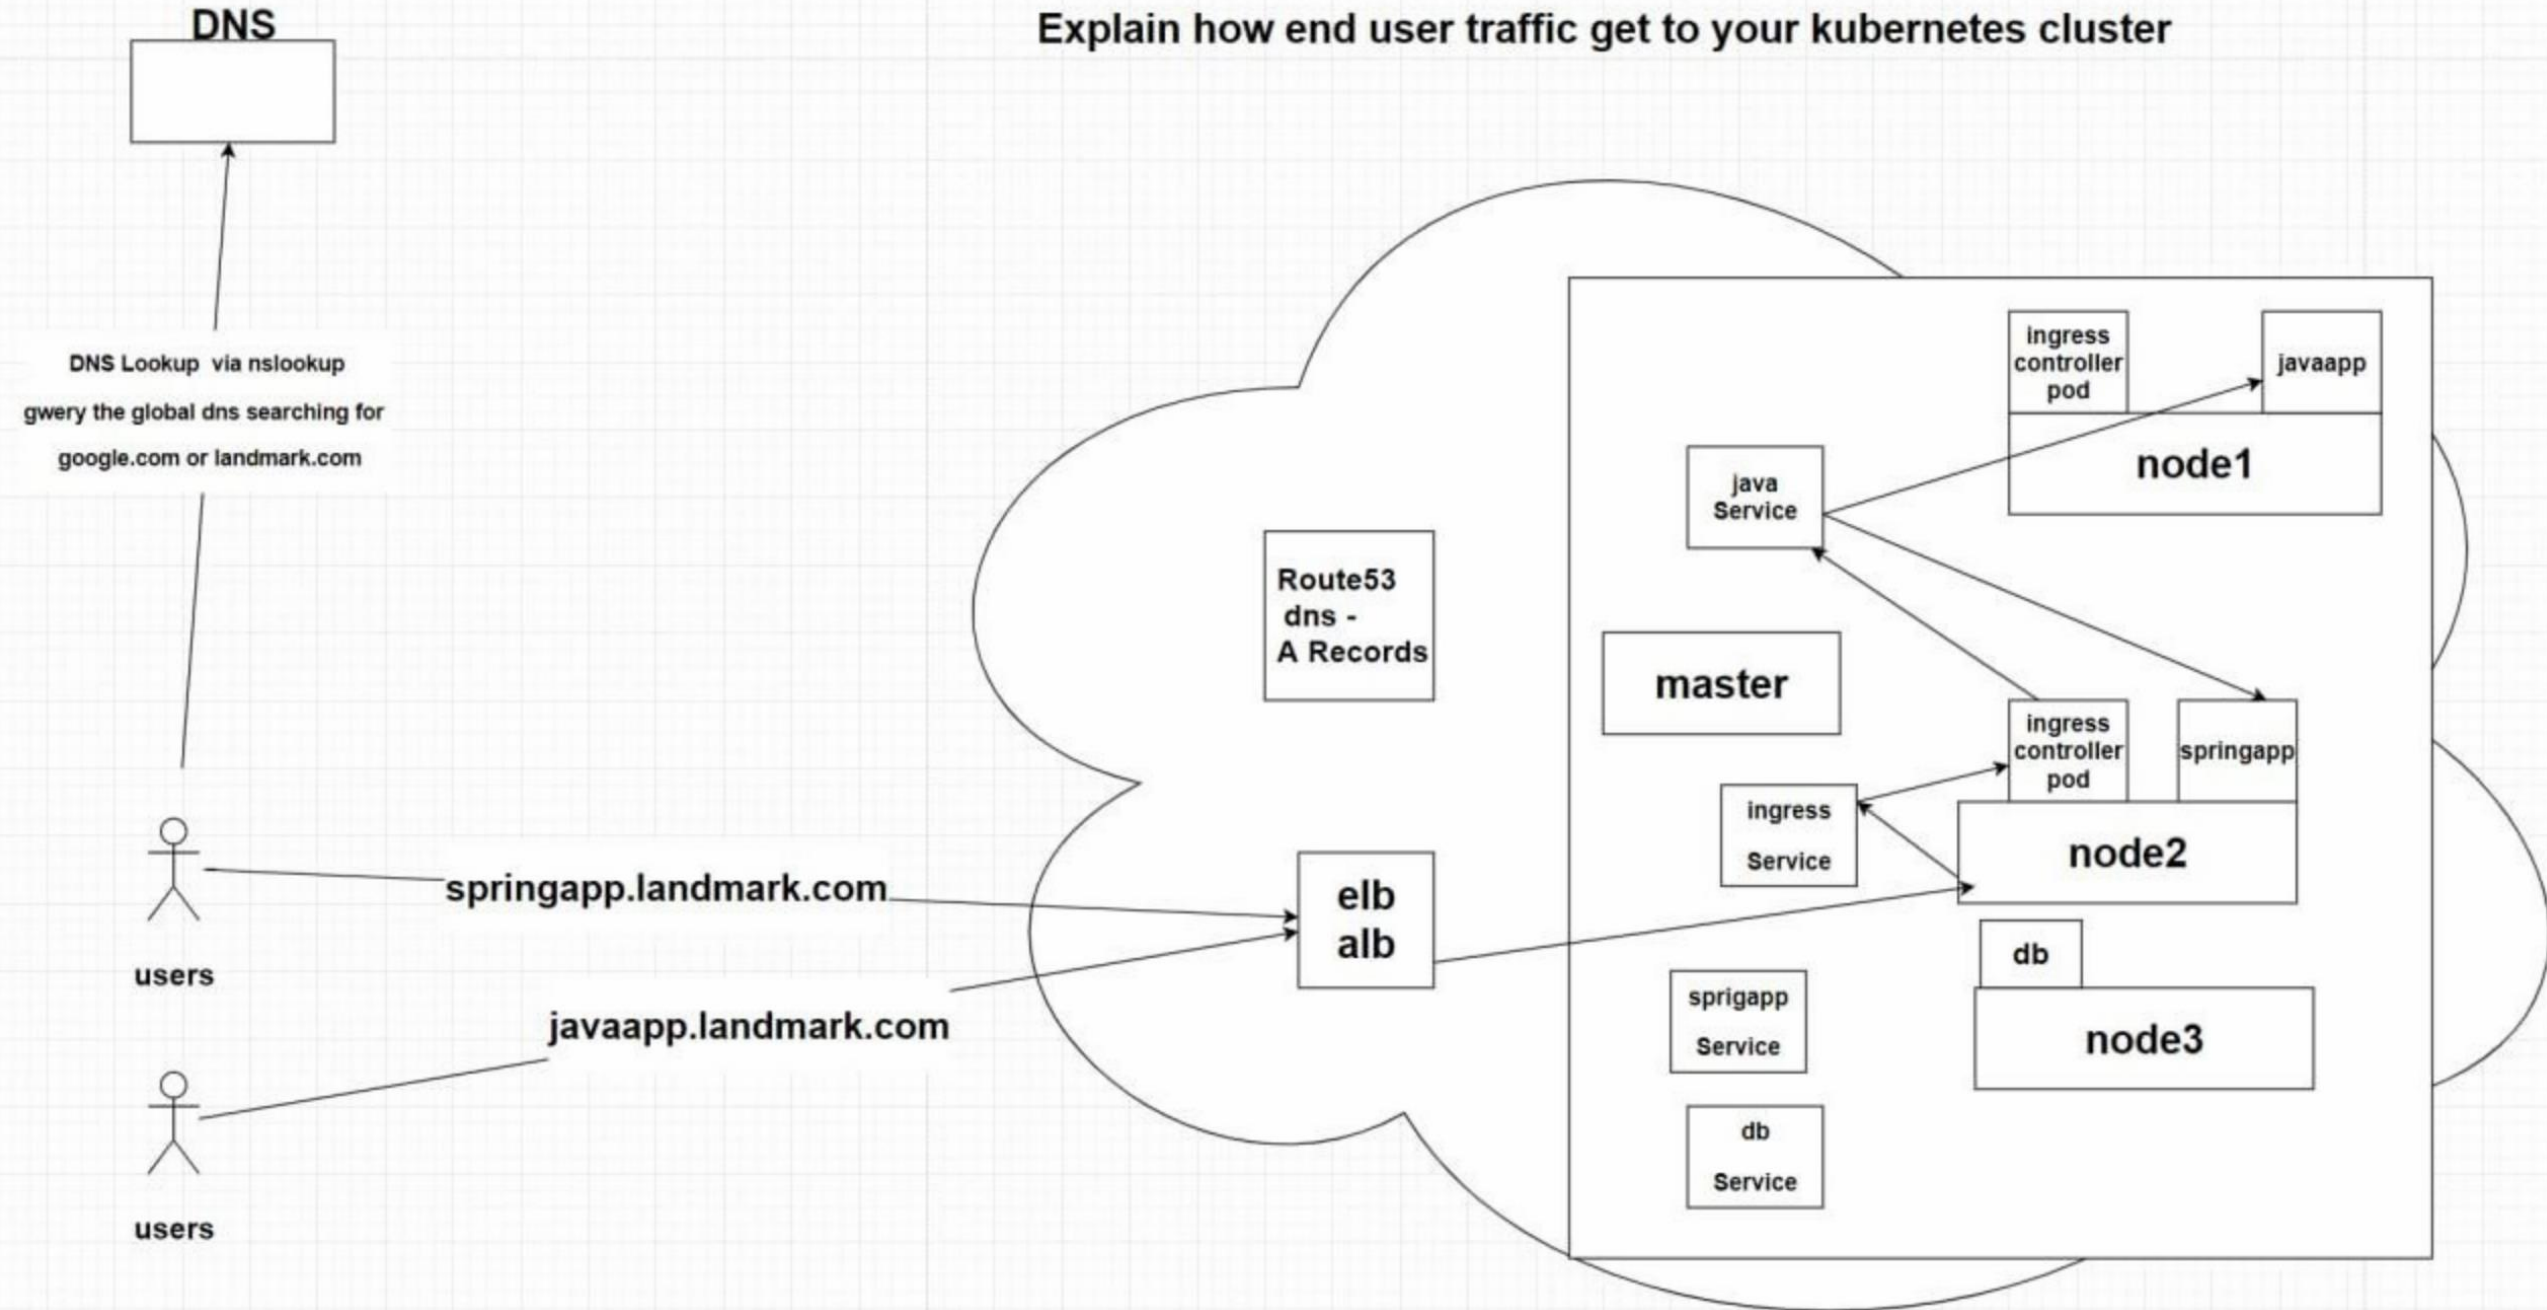 DNS
Explain how end user traffic get to your kubernetes cluster
DNS Lookup via nslookup
gwery the global dns searching for
google.com or landmark.com
ingress
controller
pod
javaapp
node1
java
Service
Route53
dns -
A Records
master
ingress
controller
pod
springapp
ingress
Service
node2
springapp.landmark.com
elb
alb
users
db
javaapp.landmark.com
sprigapp
Service
node3
db
Service
users